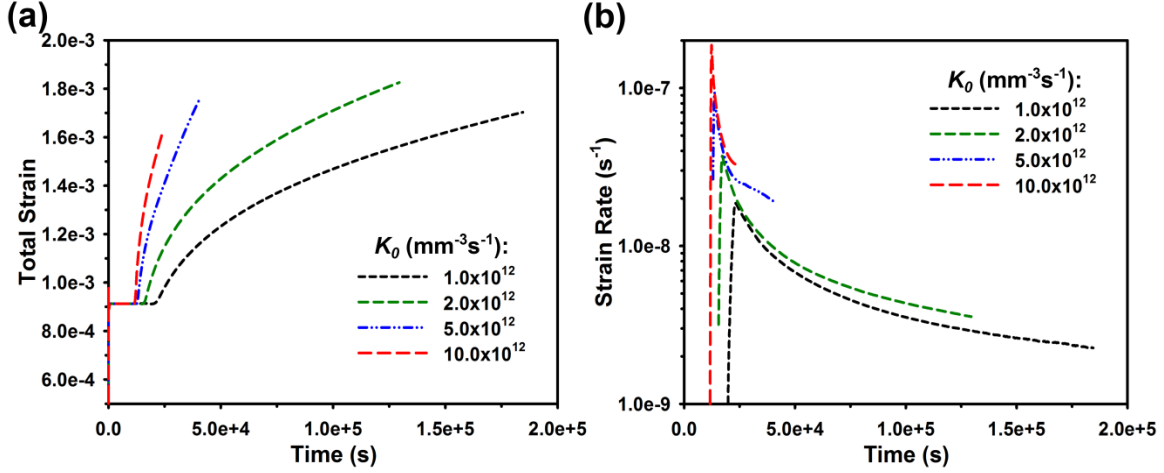 (a)
Total Strain
2.0e-3
1.8e-3
1.6e-3
1.4e-3
1.2e-3
1.0e-3
8.0e-4
6.0e-4
K₀ (mm⁻³s⁻¹):
1.0x10¹²
2.0x10¹²
5.0x10¹²
10.0x10¹²
0.0
5.0e+4
1.0e+5
1.5e+5
2.0e+5
Time (s)
(b)
Strain Rate (s⁻¹)
1.0e-7
1.0e-8
1.0e-9
K₀ (mm⁻³s⁻¹):
1.0x10¹²
2.0x10¹²
5.0x10¹²
10.0x10¹²
0.0
5.0e+4
1.0e+5
1.5e+5
2.0e+5
Time (s)